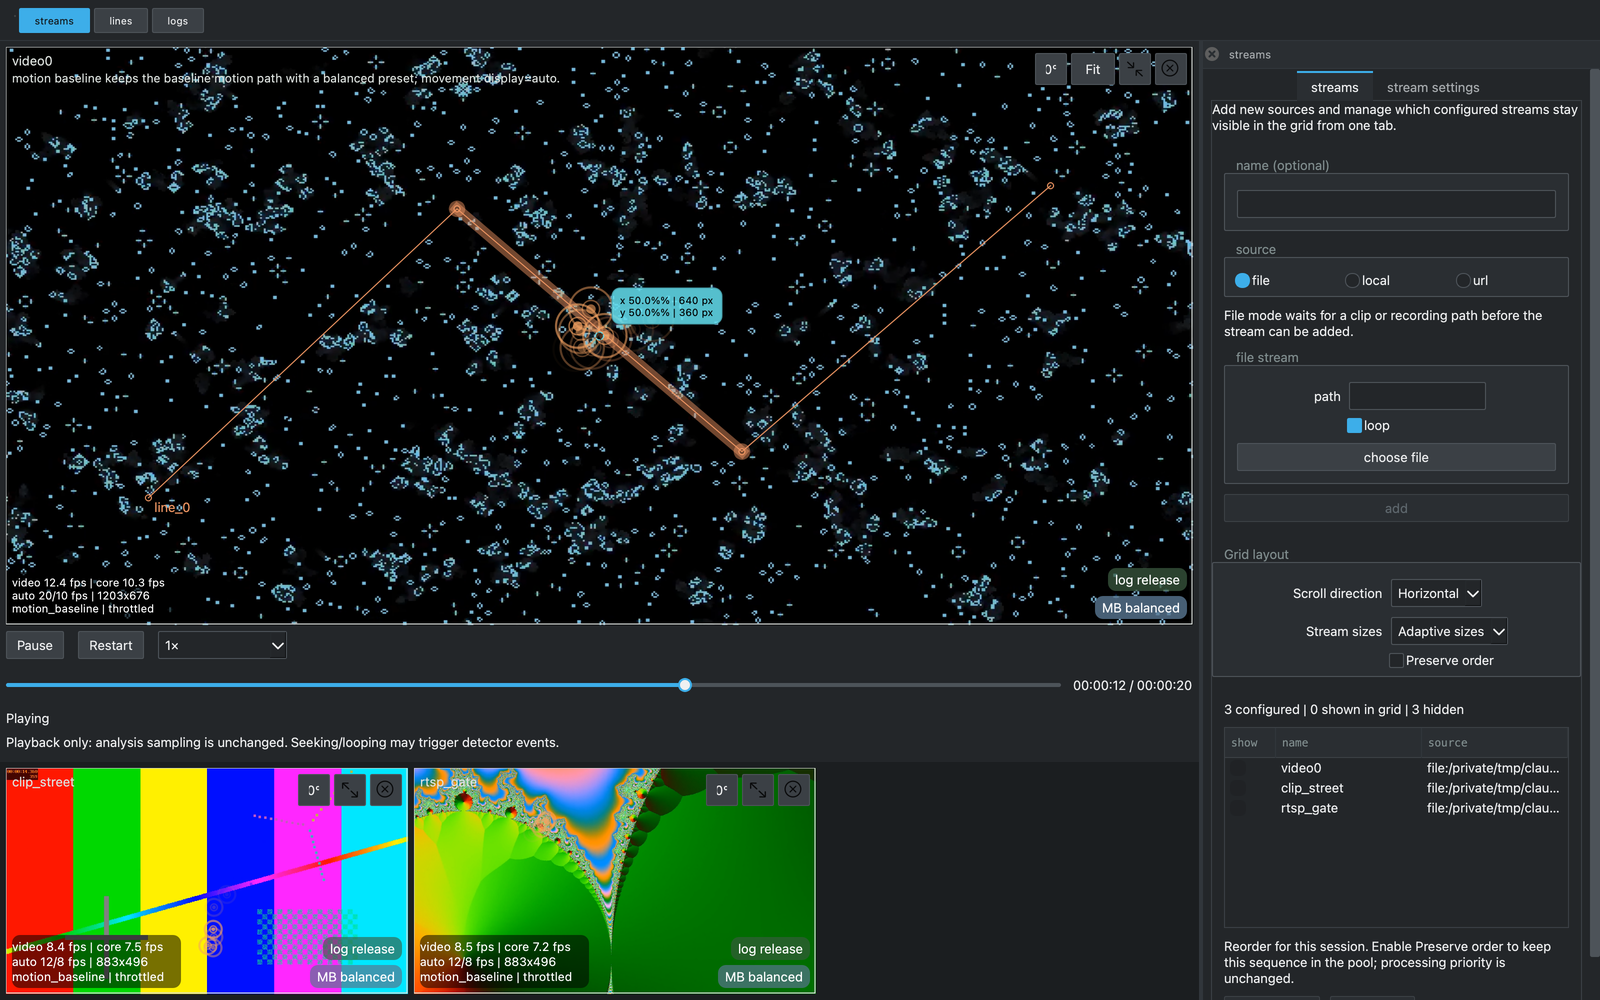 streams
lines
logs
video0
motion baseline keeps the baseline motion path with a balanced preset; movement display=auto.
0°
Fit
x 50.0%% | 640 px
y 50.0%% | 360 px
line_0
video 12.4 fps | core 10.3 fps
auto 20/10 fps | 1203x676
motion_baseline | throttled
log release
MB balanced
Pause
Restart
1×
00:00:12 / 00:00:20
Playing
Playback only: analysis sampling is unchanged. Seeking/looping may trigger detector events.
clip_street
0°
video 8.4 fps | core 7.5 fps
auto 12/8 fps | 883x496
motion_baseline | throttled
log release
MB balanced
rtsp_gate
0°
video 8.5 fps | core 7.2 fps
auto 12/8 fps | 883x496
motion_baseline | throttled
log release
MB balanced
streams
streams
stream settings
Add new sources and manage which configured streams stay
visible in the grid from one tab.
name (optional)
source
file
local
url
File mode waits for a clip or recording path before the
stream can be added.
file stream
path
loop
choose file
add
Grid layout
Scroll direction
Horizontal
Stream sizes
Adaptive sizes
Preserve order
3 configured | 0 shown in grid | 3 hidden
show name source
video0 file:/private/tmp/clau...
clip_street file:/private/tmp/clau...
rtsp_gate file:/private/tmp/clau...
Reorder for this session. Enable Preserve order to keep
this sequence in the pool; processing priority is
unchanged.